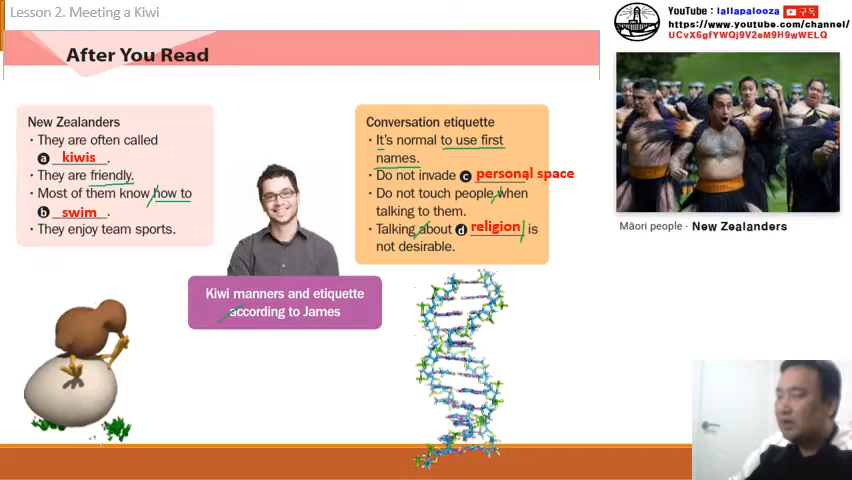 Lesson 2. Meeting a Kiwi
YouTube : lallapalooza 구독
https://www.youtube.com/channel/
UCvX6gfYWQj9V2eM9H9wWELQ
After You Read
New Zealanders
· They are often called
a kiwis.
· They are friendly.
· Most of them know how to
b swim.
· They enjoy team sports.
Conversation etiquette
· It's normal to use first
names.
· Do not invade c personal space
· Do not touch people when
talking to them.
· Talking about d religion is
not desirable.
Kiwi manners and etiquette
according to James
Māori people - New Zealanders